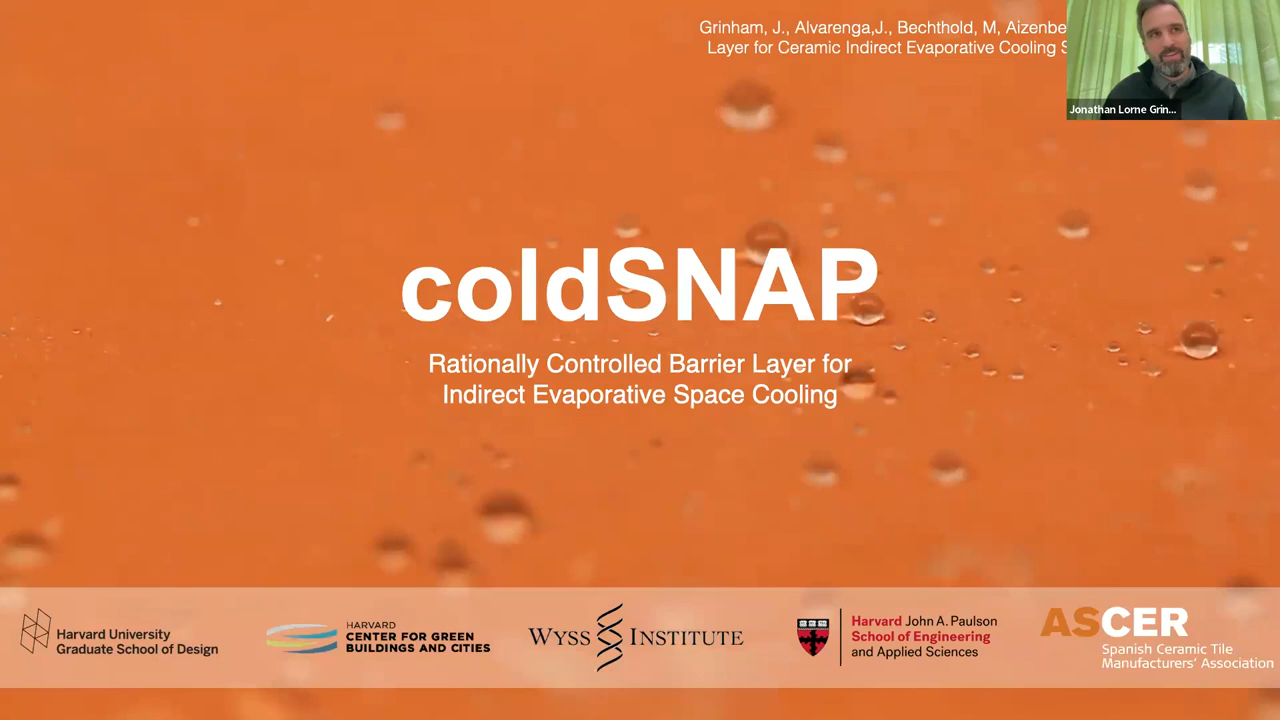 Grinham, J., Alvarenga,J., Bechthold, M, Aizenbe
Layer for Ceramic Indirect Evaporative Cooling S
Jonathan Lorne Grin...
coldSNAP
Rationally Controlled Barrier Layer for
Indirect Evaporative Space Cooling
Harvard University
Graduate School of Design
HARVARD
CENTER FOR GREEN
BUILDINGS AND CITIES
WYSS INSTITUTE
Harvard John A. Paulson
School of Engineering
and Applied Sciences
ASCER
Spanish Ceramic Tile
Manufacturers' Association